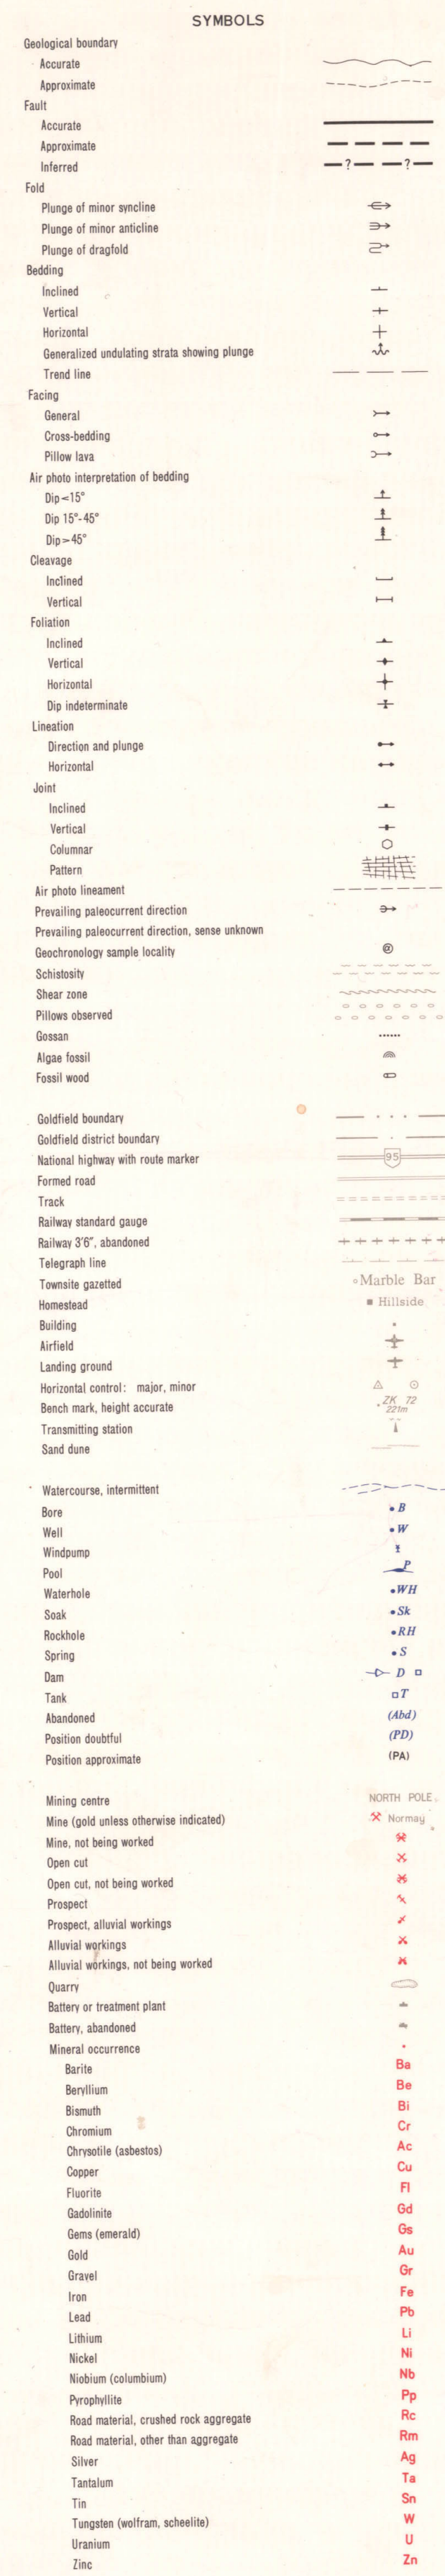 SYMBOLS
Geological boundary
Accurate
Approximate
Fault
Accurate
Approximate
Inferred ? ?
Fold
Plunge of minor syncline
Plunge of minor anticline
Plunge of dragfold
Bedding
Inclined
Vertical
Horizontal
Generalized undulating strata showing plunge
Trend line
Facing
General
Cross-bedding
Pillow lava
Air photo interpretation of bedding
Dip<15°
Dip 15°-45°
Dip>45°
Cleavage
Inclined
Vertical
Foliation
Inclined
Vertical
Horizontal
Dip indeterminate
Lineation
Direction and plunge
Horizontal
Joint
Inclined
Vertical
Columnar
Pattern
Air photo lineament
Prevailing paleocurrent direction
Prevailing paleocurrent direction, sense unknown
Geochronology sample locality
Schistosity
Shear zone
Pillows observed
Gossan
Algae fossil
Fossil wood
Goldfield boundary
Goldfield district boundary
National highway with route marker 95
Formed road
Track
Railway standard gauge
Railway 3'6", abandoned
Telegraph line
Townsite gazetted Marble Bar
Homestead Hillside
Building
Airfield
Landing ground
Horizontal control: major, minor
Bench mark, height accurate ZK 72
221m
Transmitting station
Sand dune
Watercourse, intermittent
Bore B
Well W
Windpump
Pool P
Waterhole WH
Soak Sk
Rockhole RH
Spring S
Dam D
Tank T
Abandoned (Abd)
Position doubtful (PD)
Position approximate (PA)
Mining centre NORTH POLE
Mine (gold unless otherwise indicated) Normay
Mine, not being worked
Open cut
Open cut, not being worked
Prospect
Prospect, alluvial workings
Alluvial workings
Alluvial workings, not being worked
Quarry
Battery or treatment plant
Battery, abandoned
Mineral occurrence
Barite Ba
Beryllium Be
Bismuth Bi
Chromium Cr
Chrysotile (asbestos) Ac
Copper Cu
Fluorite Fl
Gadolinite Gd
Gems (emerald) Gs
Gold Au
Gravel Gr
Iron Fe
Lead Pb
Lithium Li
Nickel Ni
Niobium (columbium) Nb
Pyrophyllite Pp
Road material, crushed rock aggregate Rc
Road material, other than aggregate Rm
Silver Ag
Tantalum Ta
Tin Sn
Tungsten (wolfram, scheelite) W
Uranium U
Zinc Zn